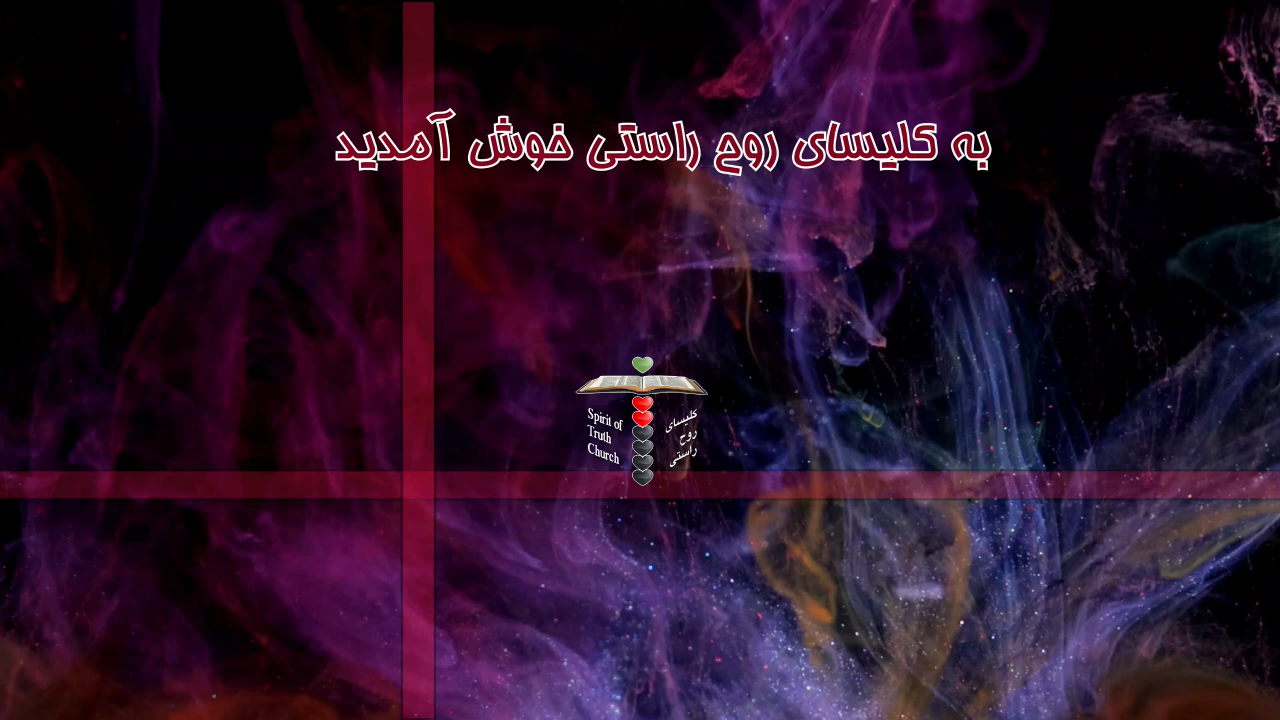 به کلیسای روح راستی خوش آمدید
Spirit of
Truth
Church
کلیسای
روح
راستی